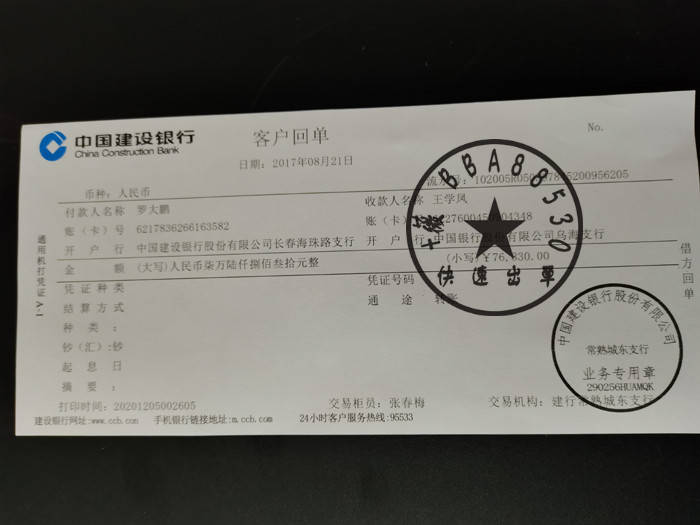 中国建设银行
China Construction Bank
客户回单
No.
日期：2017年08月21日
币种：人民币
付款人名称 罗大鹏
收款人名称 王学凤
账（卡）号 6217836266163582
账（卡）
开户行 中国建设银行股份有限公司长春海珠路支行
开户行 中国银行股份有限公司乌海支行
金额 （大写）人民币柒万陆仟捌佰叁拾元整
（小写）¥76,830.00
凭证种类
凭证号码
结算方式
通途 转账
种类：
钞（汇）：钞
起息日
摘要：
打印时间：20201205002605
交易柜员：张春梅
交易机构：建行常熟城东支行
建设银行网址：www.ccb.com
手机银行链接地址：m.ccb.com
24小时客户服务热线：95533
通用机打凭证 A-1
借方回单
+薇 BBA88530
快速出单
中国建设银行股份有限公司
常熟城东支行
业务专用章
290256HUAMQK